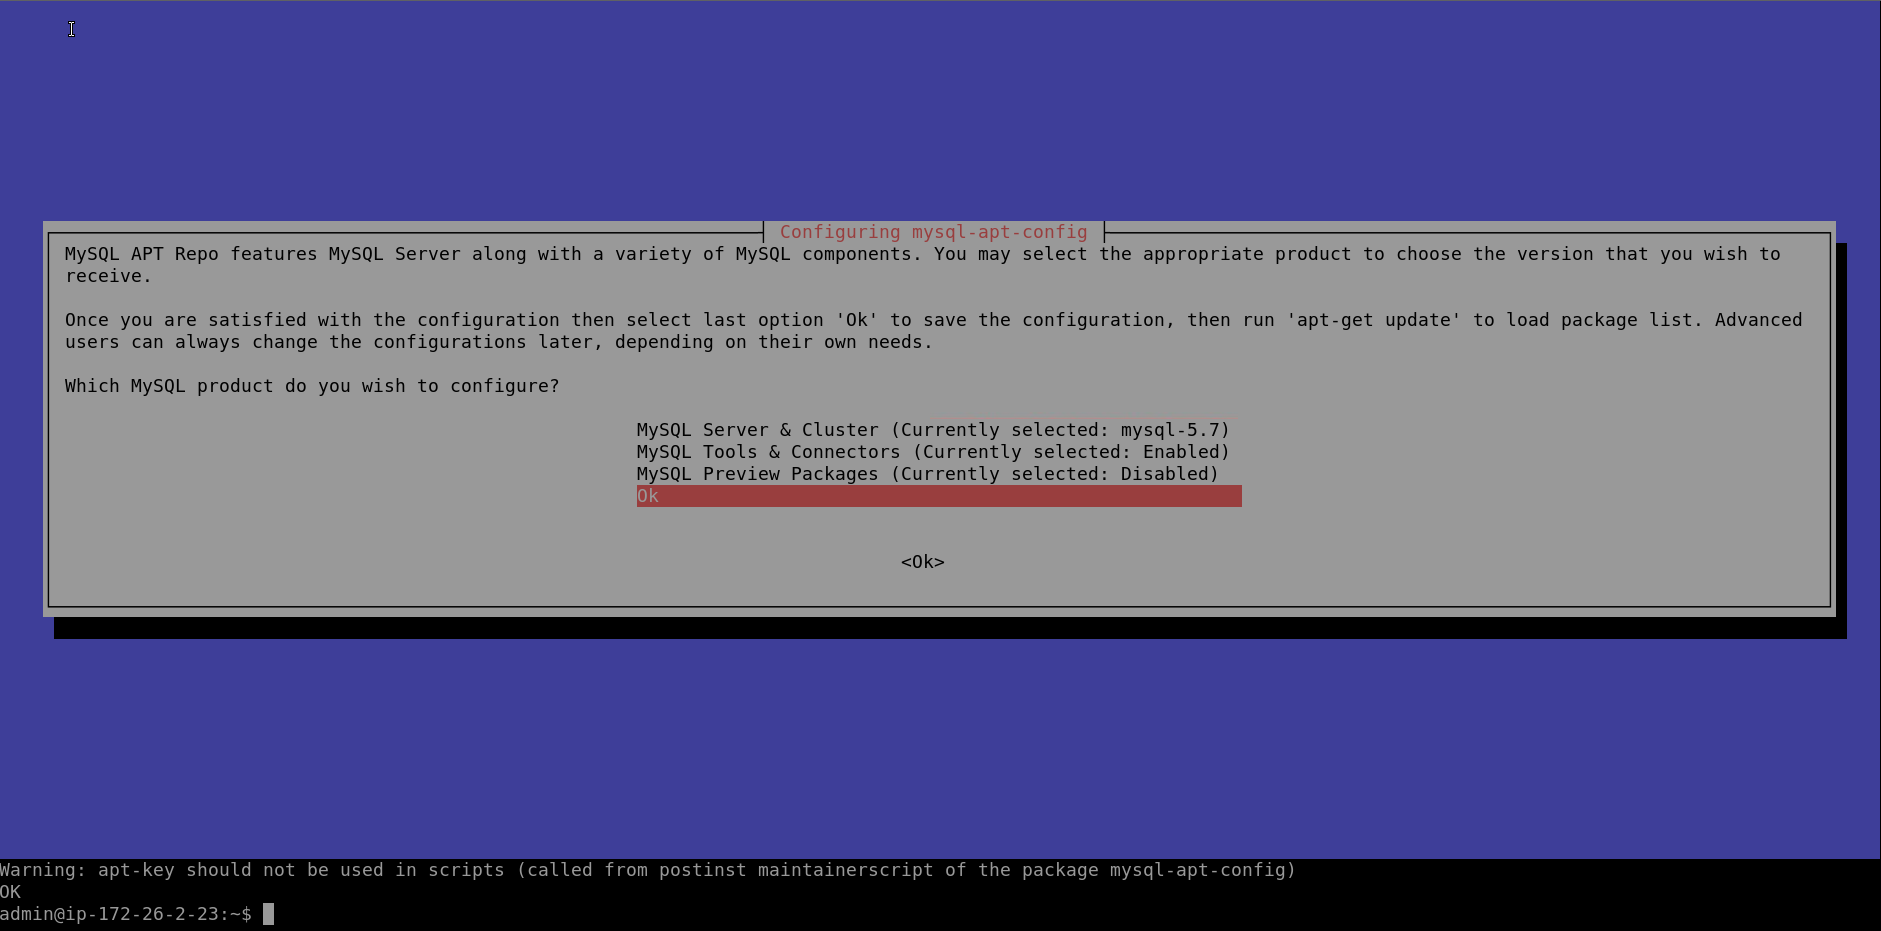 Configuring mysql-apt-config
MySQL APT Repo features MySQL Server along with a variety of MySQL components. You may select the appropriate product to choose the version that you wish to
receive.
Once you are satisfied with the configuration then select last option 'Ok' to save the configuration, then run 'apt-get update' to load package list. Advanced
users can always change the configurations later, depending on their own needs.
Which MySQL product do you wish to configure?
MySQL Server & Cluster (Currently selected: mysql-5.7)
MySQL Tools & Connectors (Currently selected: Enabled)
MySQL Preview Packages (Currently selected: Disabled)
Ok
<Ok>
Warning: apt-key should not be used in scripts (called from postinst maintainerscript of the package mysql-apt-config)
OK
admin@ip-172-26-2-23:~$